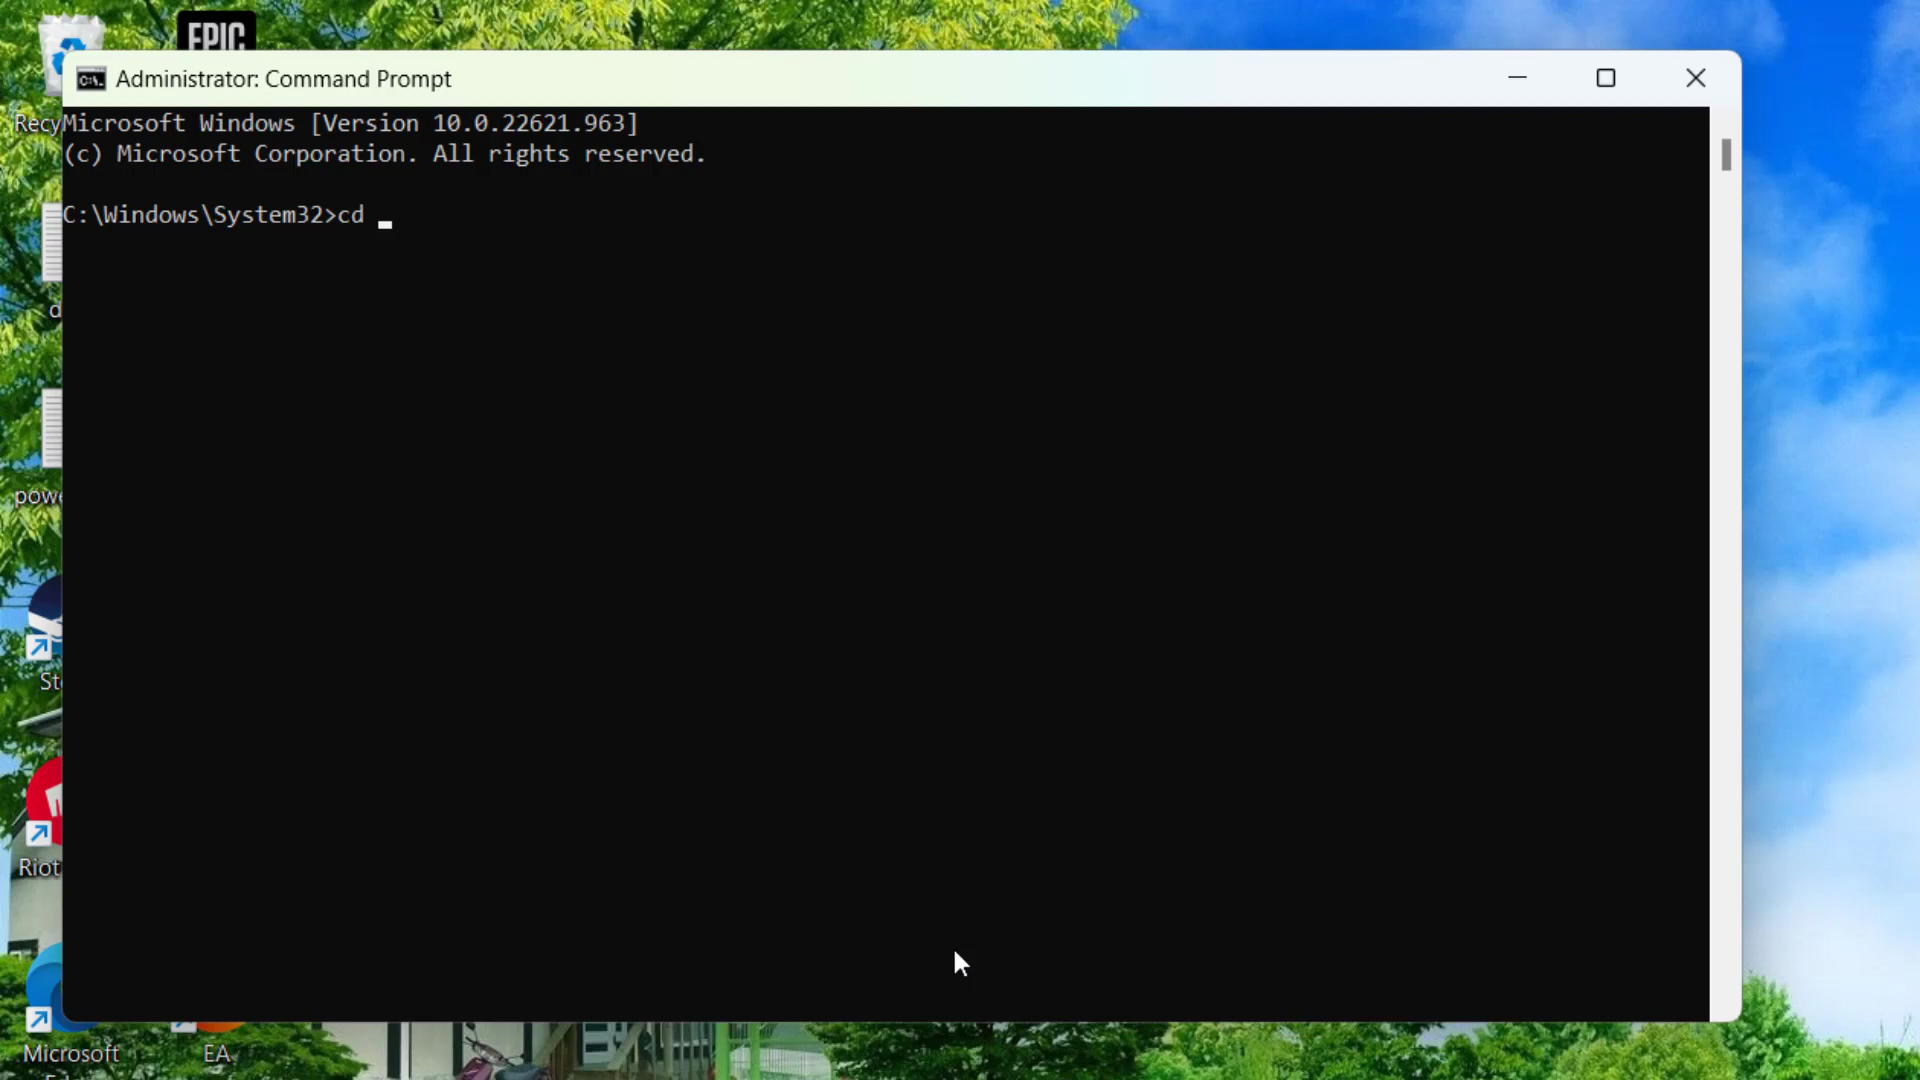 EPIC
Administrator: Command Prompt
Recy
Microsoft Windows [Version 10.0.22621.963]
(c) Microsoft Corporation. All rights reserved.
C:\Windows\System32>cd
d
powe
St
Riot
Microsoft
EA